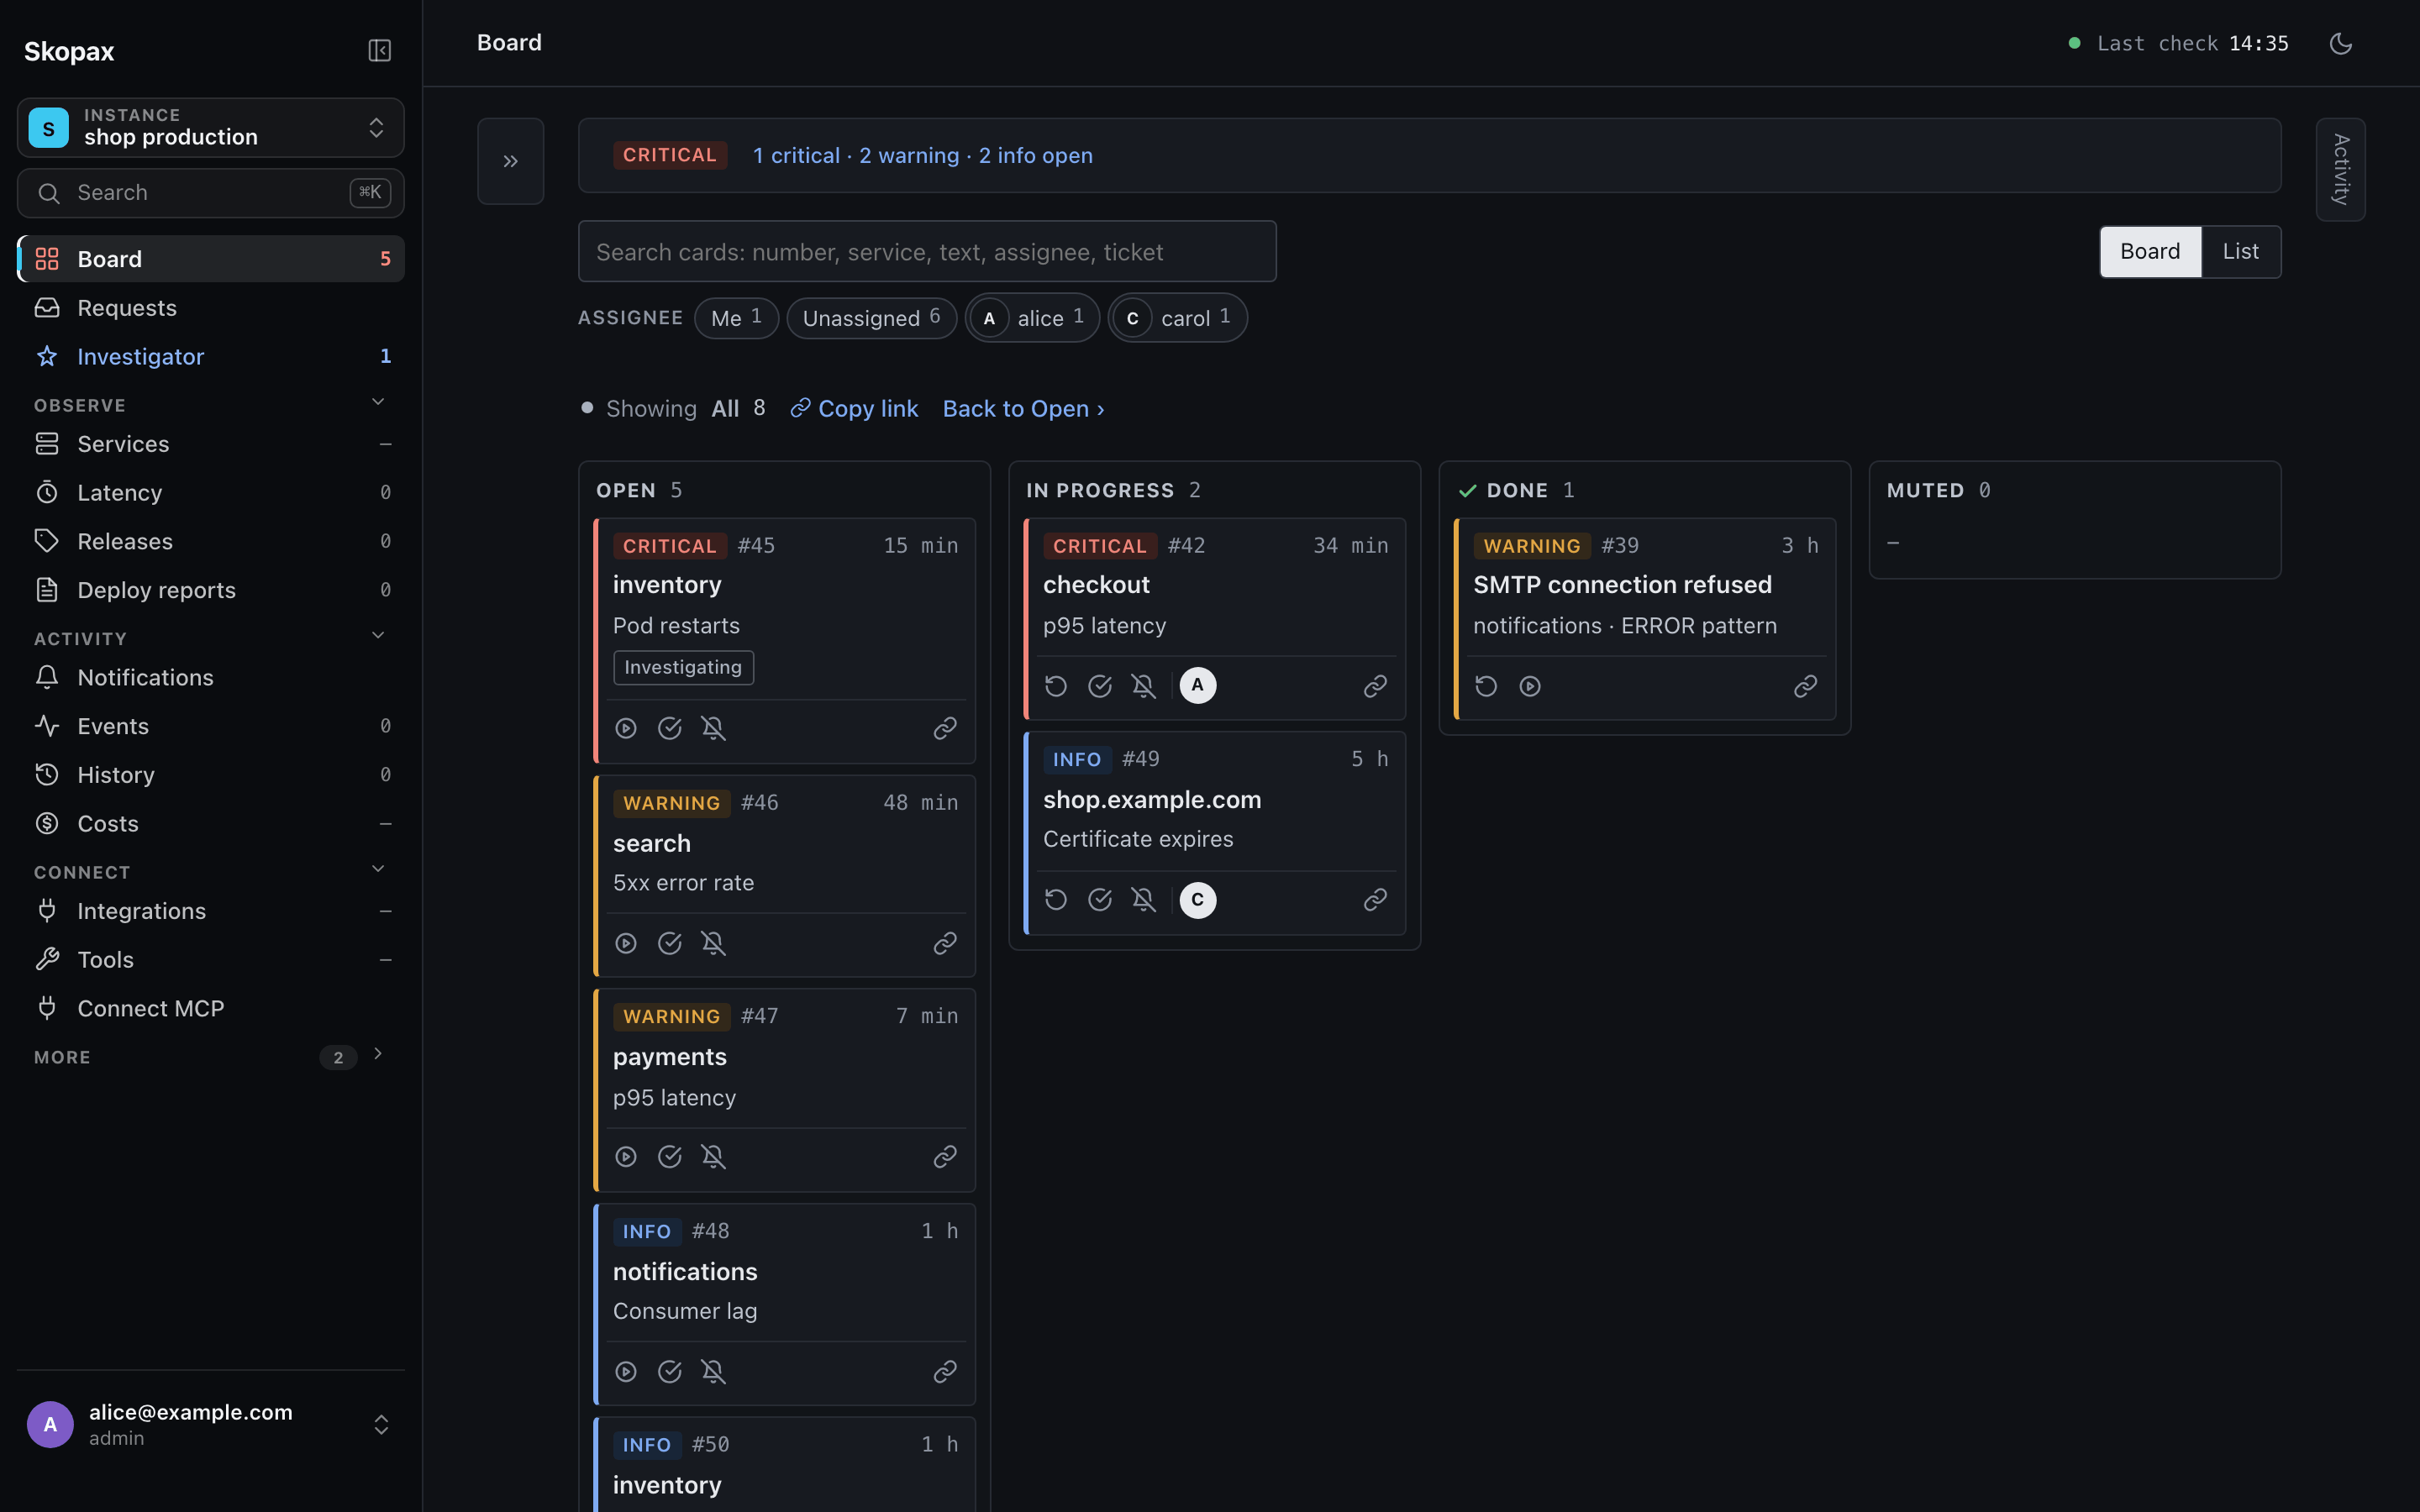 Skopax
S
INSTANCE
shop production
Search ⌘K
Board 5
Requests
Investigator 1
OBSERVE
Services –
Latency 0
Releases 0
Deploy reports 0
ACTIVITY
Notifications
Events 0
History 0
Costs –
CONNECT
Integrations –
Tools –
Connect MCP
MORE 2
A
alice@example.com
admin
Board
Last check 14:35
»
CRITICAL 1 critical · 2 warning · 2 info open
Activity
Search cards: number, service, text, assignee, ticket
Board List
ASSIGNEE Me 1 Unassigned 6 A alice 1 C carol 1
Showing All 8 Copy link Back to Open ›
OPEN 5
CRITICAL #45 15 min
inventory
Pod restarts
Investigating
WARNING #46 48 min
search
5xx error rate
WARNING #47 7 min
payments
p95 latency
INFO #48 1 h
notifications
Consumer lag
INFO #50 1 h
inventory
IN PROGRESS 2
CRITICAL #42 34 min
checkout
p95 latency
A
INFO #49 5 h
shop.example.com
Certificate expires
C
DONE 1
WARNING #39 3 h
SMTP connection refused
notifications · ERROR pattern
MUTED 0
–